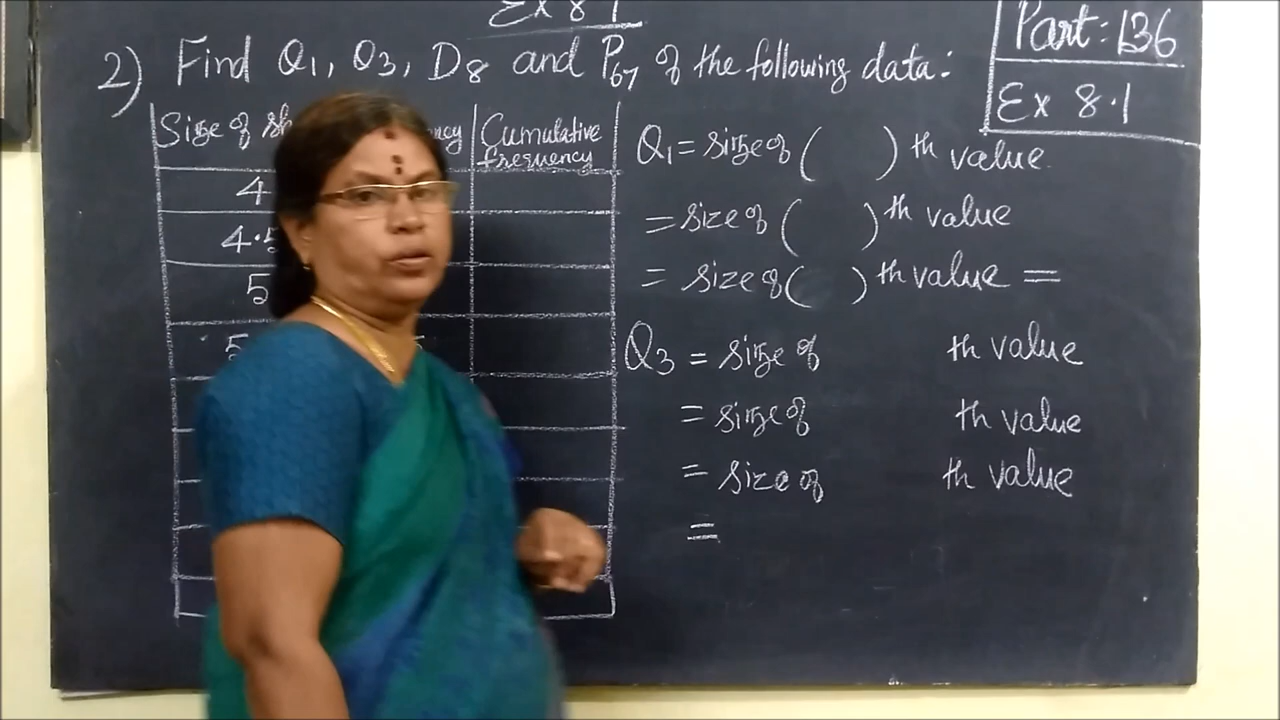 Ex 8.1
Part: 136
Ex 8.1
2) Find Q1, Q3, D8 and P67 of the following data:
Size of
Cumulative frequency
4
4.5
5
5
Q1 = size of ( ) th value
= size of ( ) th value
= size of ( ) th value =
Q3 = size of th value
= size of th value
= size of th value
=